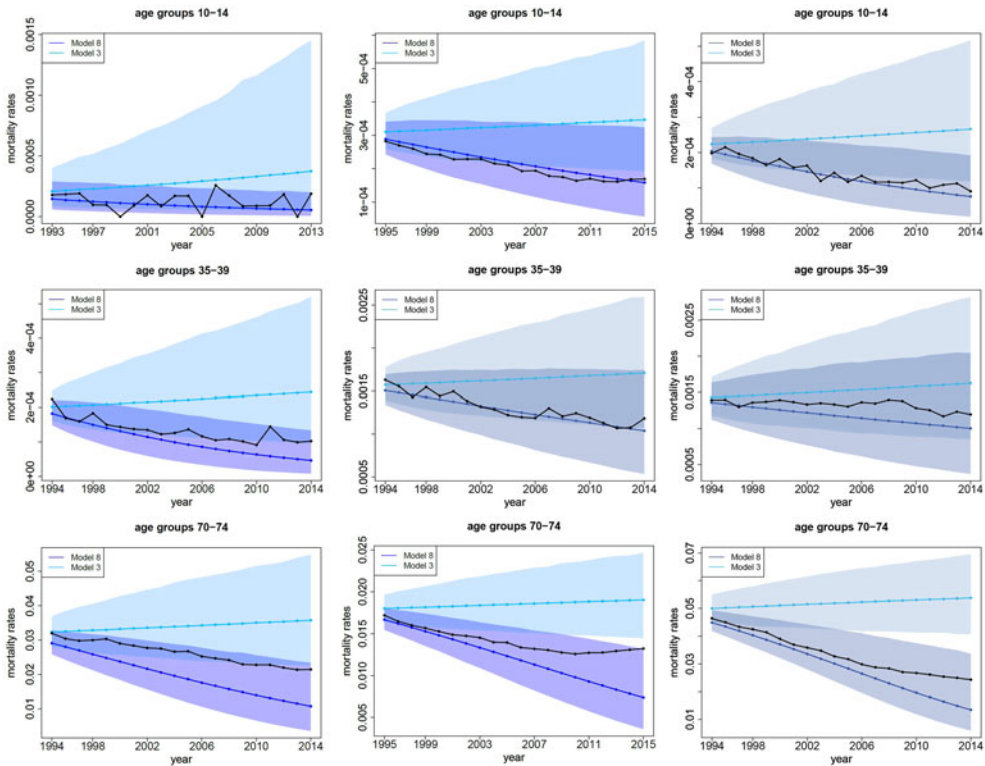 age groups 10−14
Model 8
Model 3
mortality rates
0.0015
0.0010
0.0005
0.0000
1993 1997 2001 2005 2009 2013
year
age groups 10−14
Model 8
Model 3
mortality rates
5e−04
3e−04
1e−04
1995 1999 2003 2007 2011 2015
year
age groups 10−14
Model 8
Model 3
mortality rates
4e−04
2e−04
0e+00
1994 1998 2002 2006 2010 2014
year
age groups 35−39
Model 8
Model 3
mortality rates
4e−04
2e−04
0e+00
1994 1998 2002 2006 2010 2014
year
age groups 35−39
Model 8
Model 3
mortality rates
0.0025
0.0015
0.0005
1994 1998 2002 2006 2010 2014
year
age groups 35−39
Model 8
Model 3
mortality rates
0.0025
0.0015
0.0005
1994 1998 2002 2006 2010 2014
year
age groups 70−74
Model 8
Model 3
mortality rates
0.05
0.04
0.03
0.02
0.01
1994 1998 2002 2006 2010 2014
year
age groups 70−74
Model 8
Model 3
mortality rates
0.025
0.020
0.015
0.010
0.005
1995 1999 2003 2007 2011 2015
year
age groups 70−74
Model 8
Model 3
mortality rates
0.07
0.05
0.03
0.01
1994 1998 2002 2006 2010 2014
year